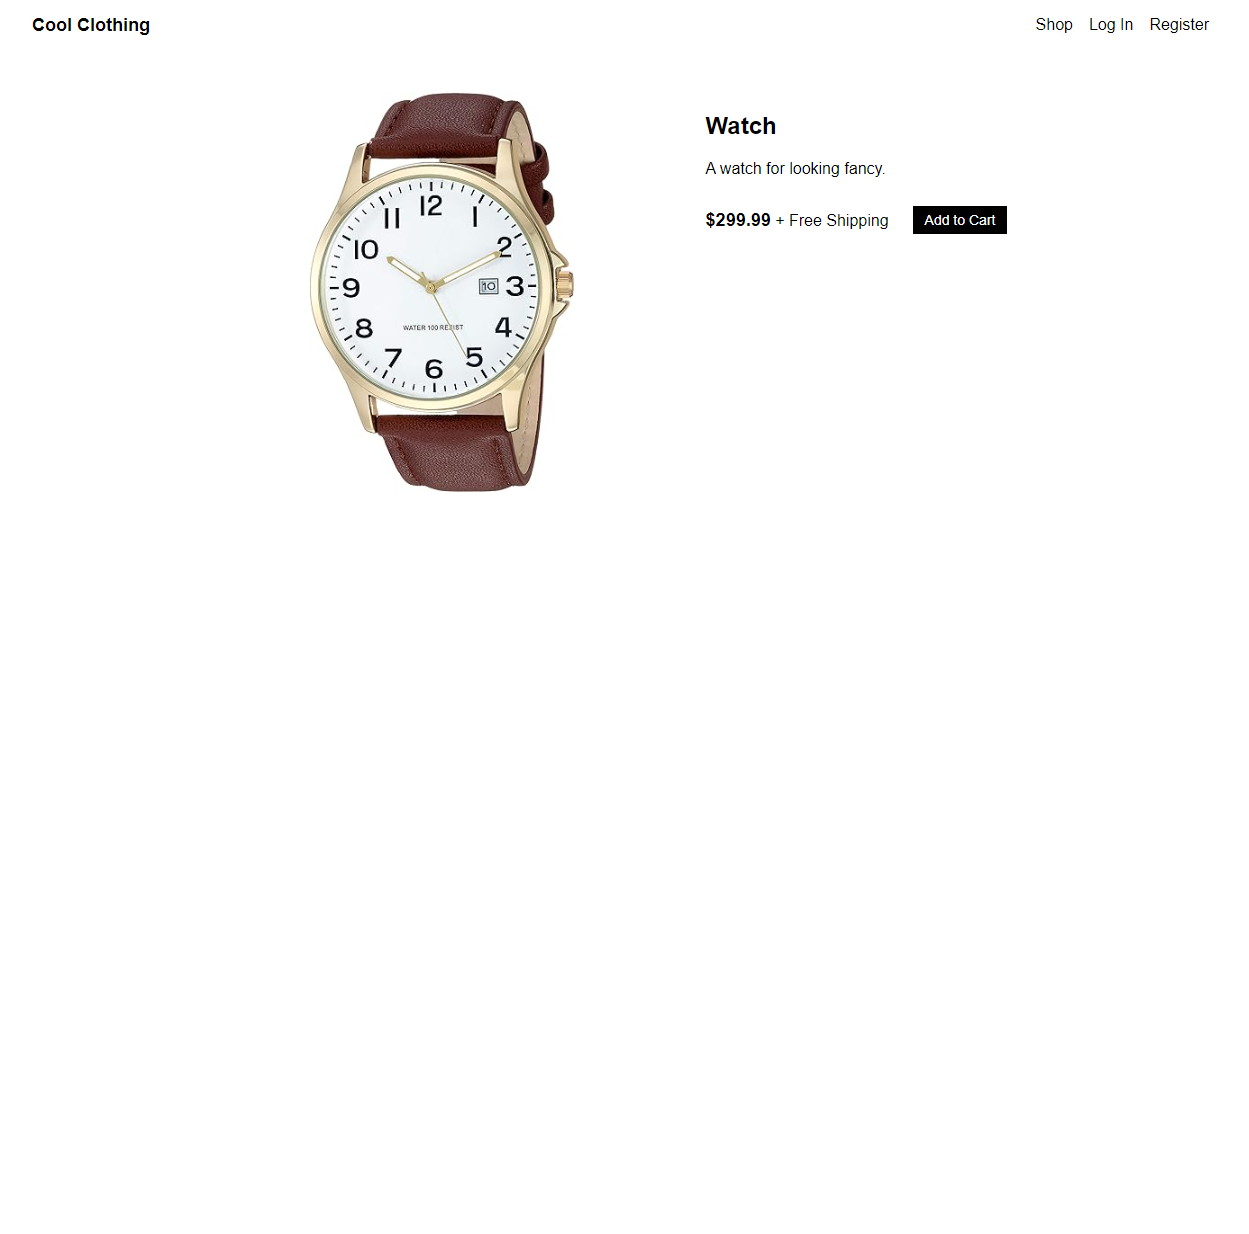 Cool Clothing
Shop Log In Register
Watch
A watch for looking fancy.
$299.99 + Free Shipping
Add to Cart
12
11 1
10 2
9 10 3
8 WATER 100 RESIST 4
7 5
6